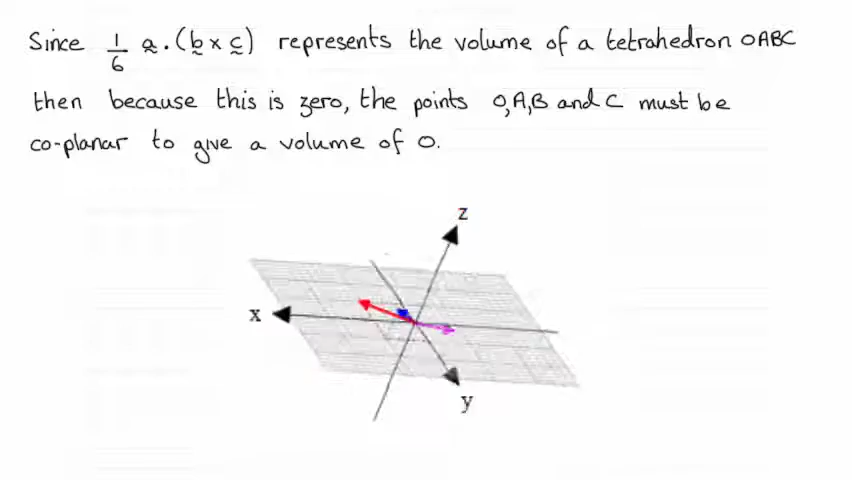 Since 1/6 a . (b × c) represents the volume of a tetrahedron OABC
then because this is zero, the points O,A,B and C must be
co-planar to give a volume of 0.
z
x
y